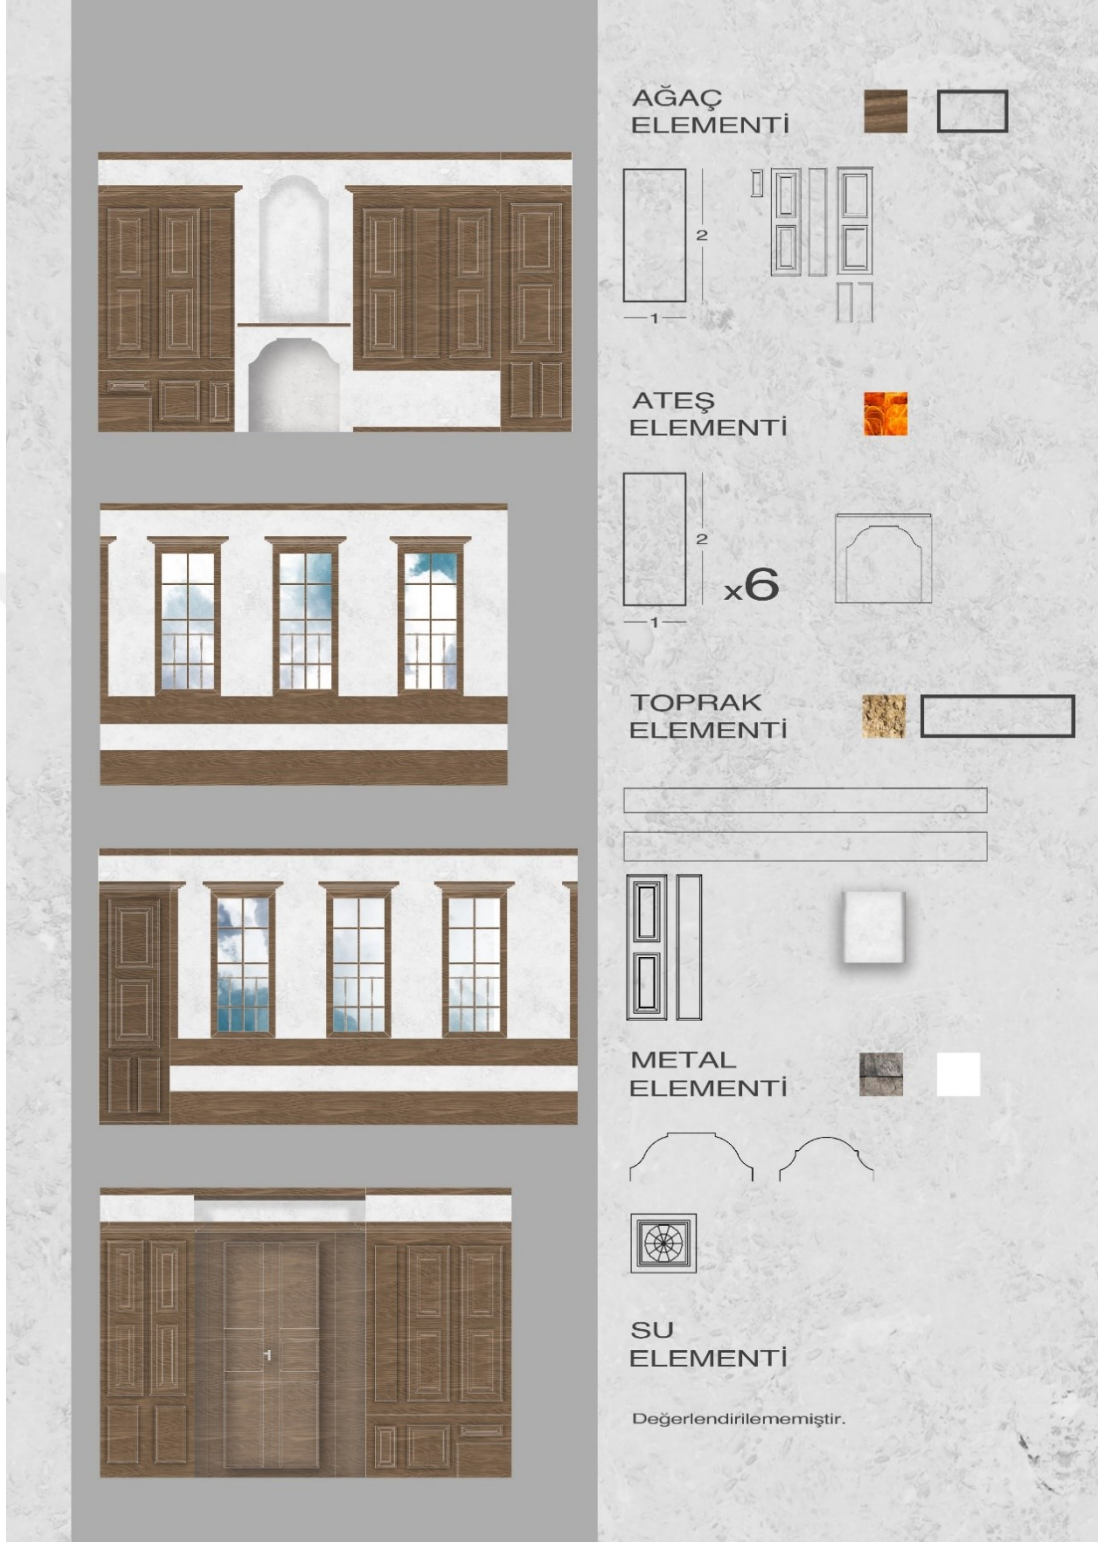 AĞAÇ
ELEMENTİ
2
1
ATEŞ
ELEMENTİ
2
x6
1
TOPRAK
ELEMENTİ
METAL
ELEMENTİ
SU
ELEMENTİ
Değerlendirilememiştir.